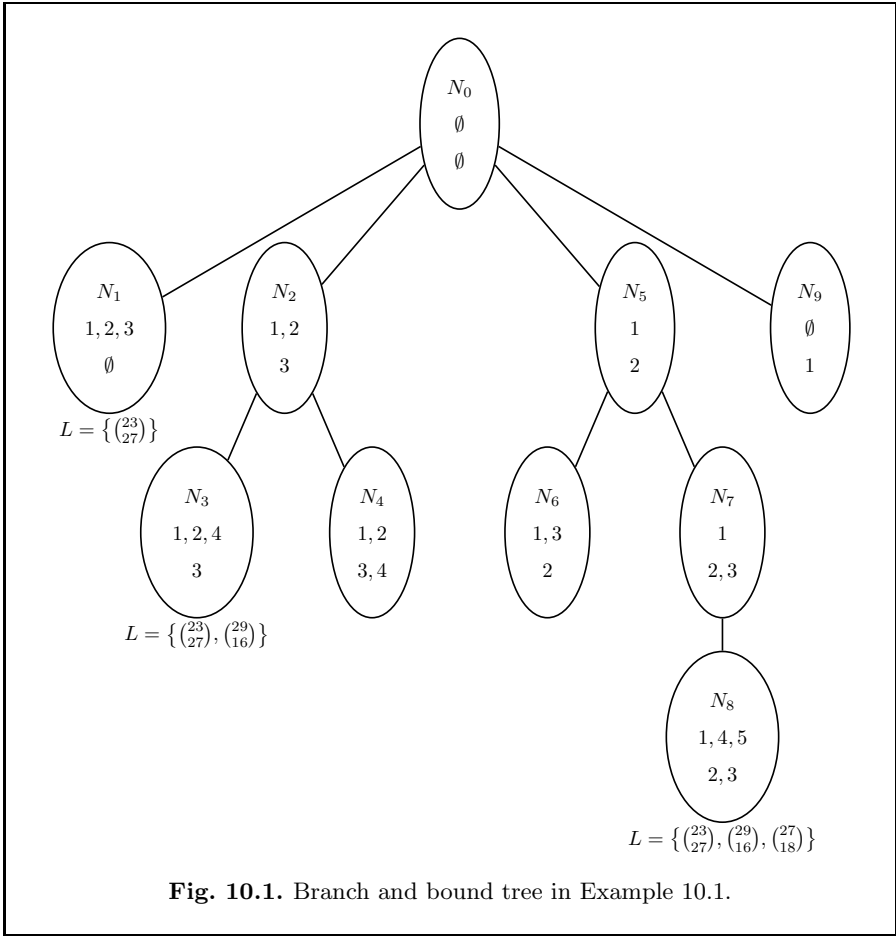 N₀
∅
∅
N₁
1, 2, 3
∅
L = {(23 27)}
N₂
1, 2
3
N₅
1
2
N₉
∅
1
N₃
1, 2, 4
3
L = {(23 27), (29 16)}
N₄
1, 2
3, 4
N₆
1, 3
2
N₇
1
2, 3
N₈
1, 4, 5
2, 3
L = {(23 27), (29 16), (27 18)}
Fig. 10.1. Branch and bound tree in Example 10.1.